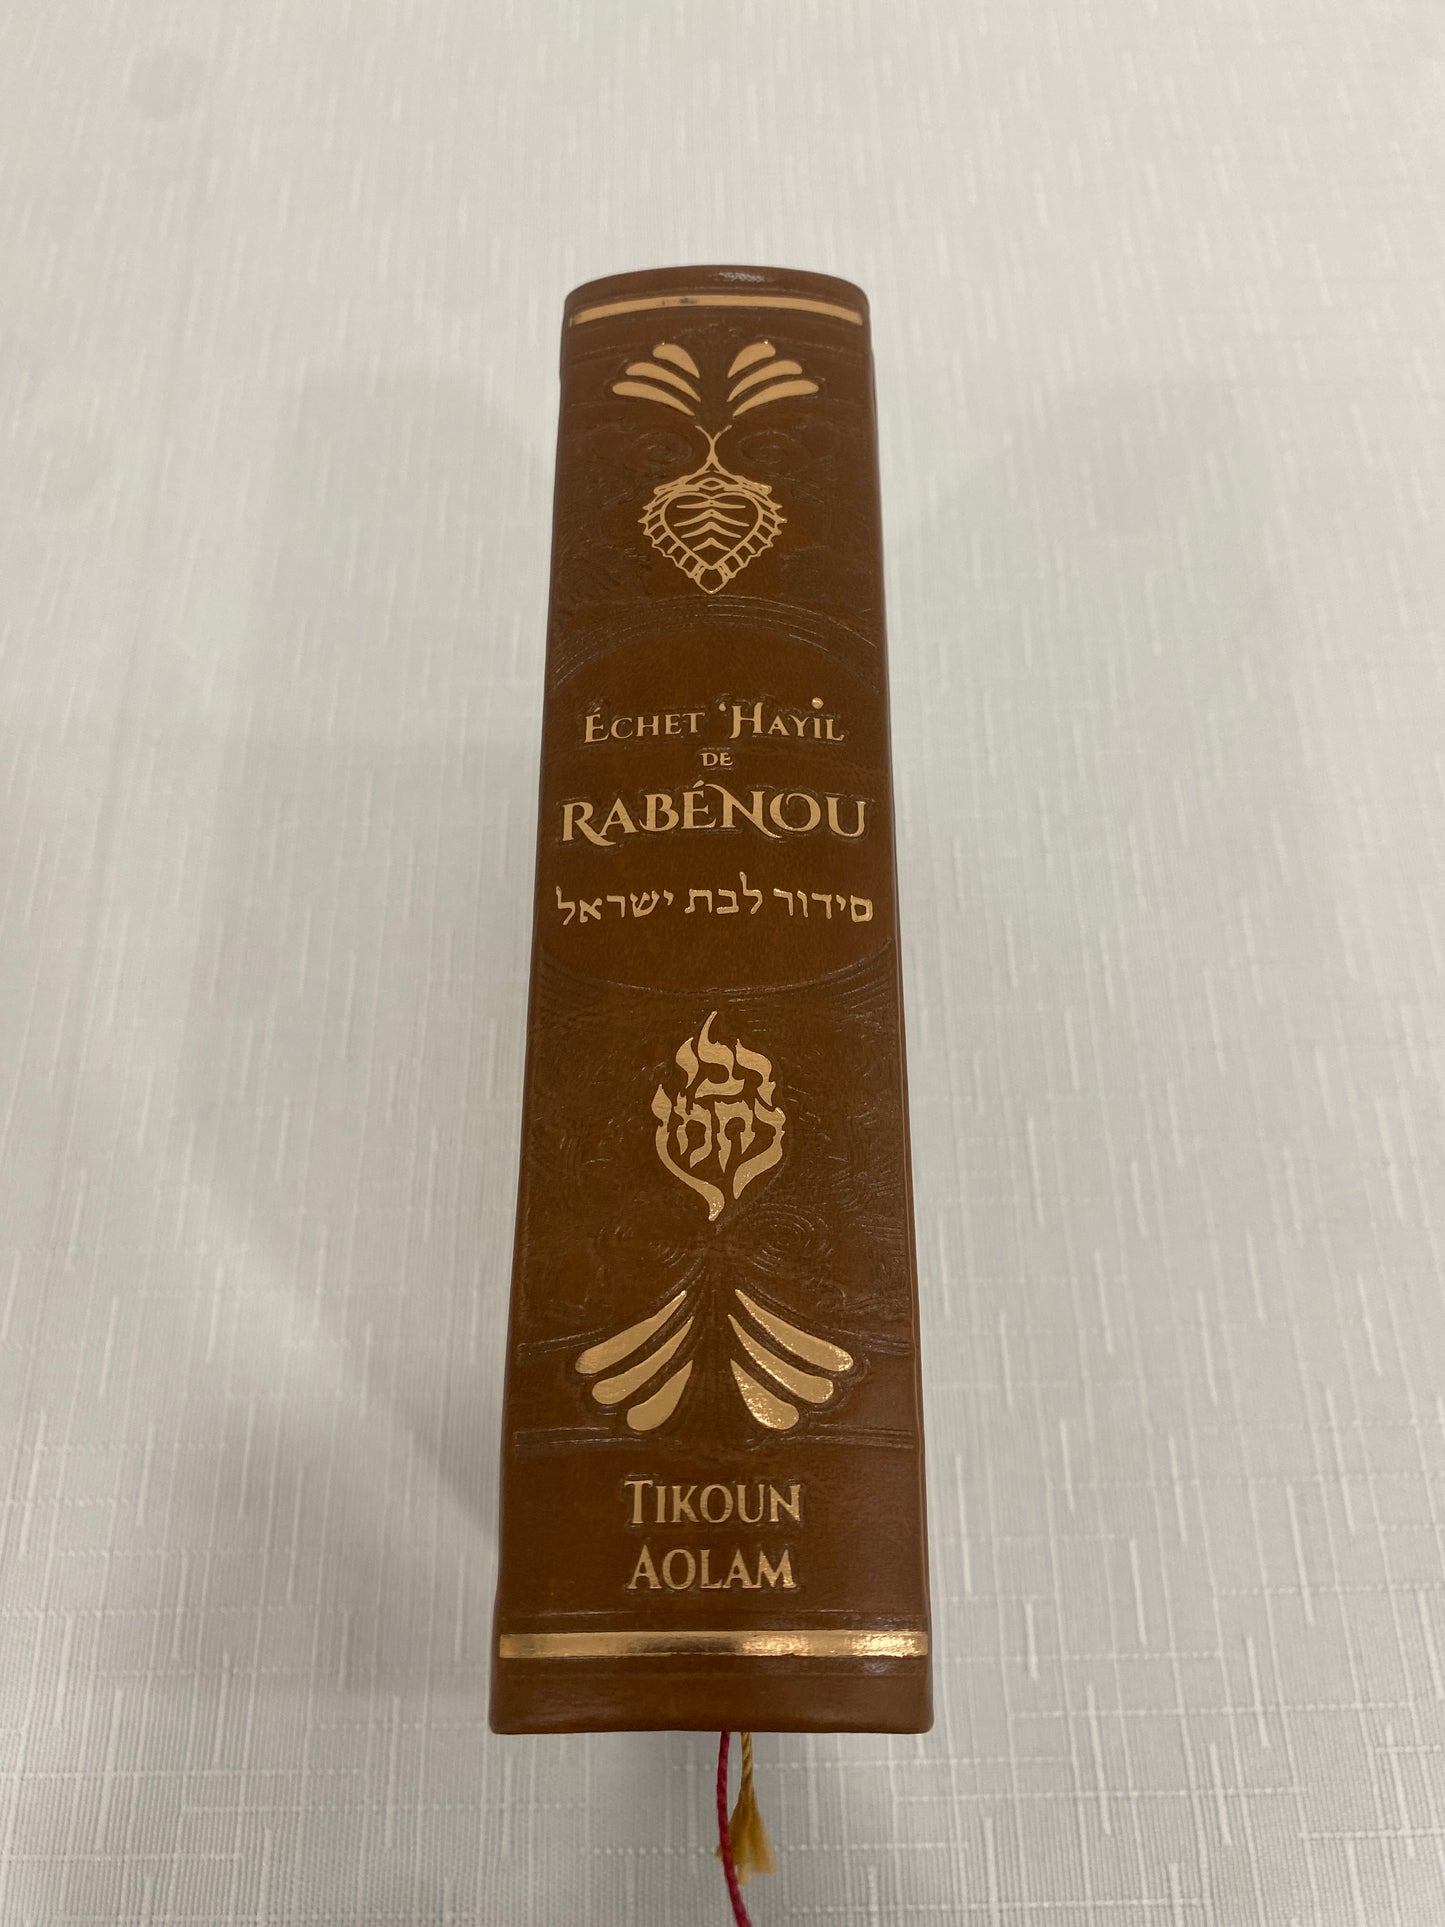 Échet 'Hayil
de
Rabénou
סידור לבת ישראל
רבי
נחמן
Tikoun
Aolam